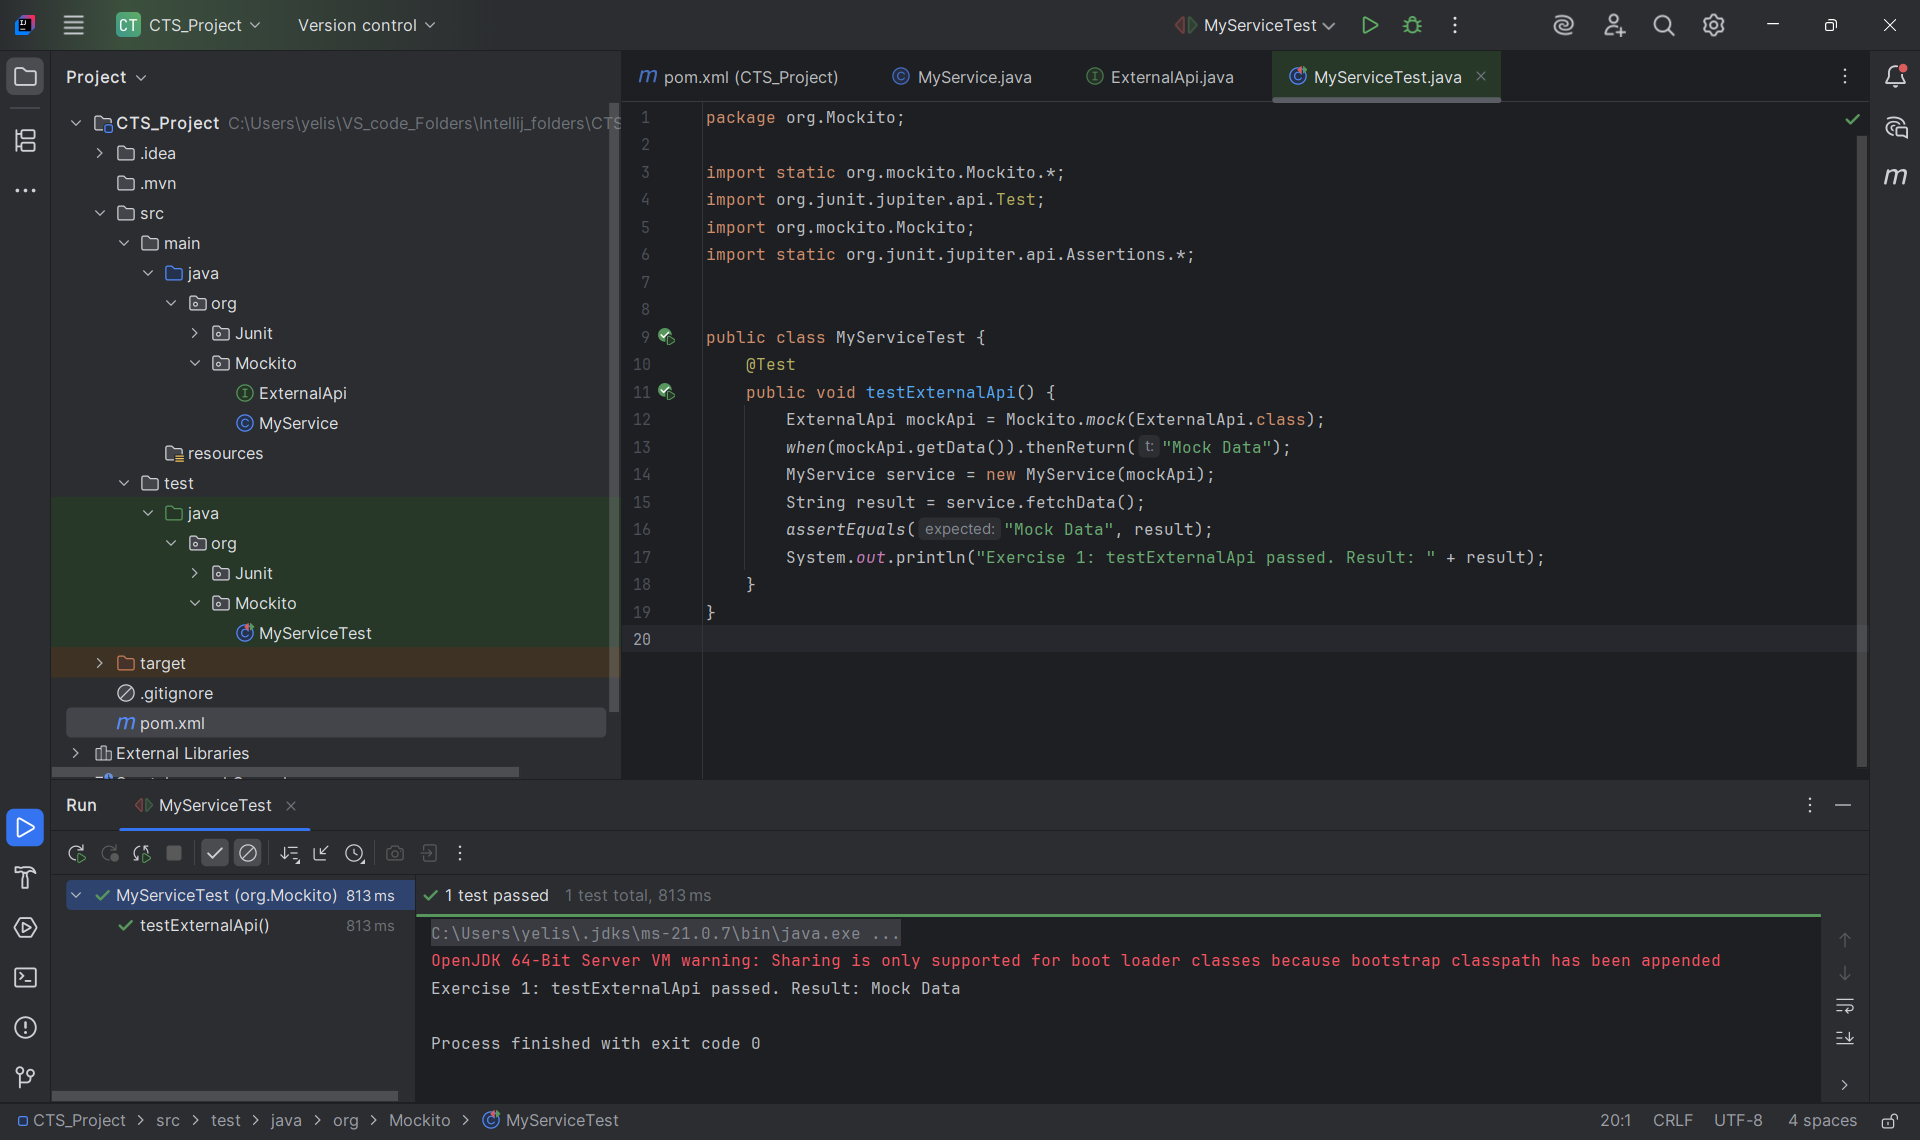 CT CTS_Project
Version control
MyServiceTest
Project
CTS_Project C:\Users\yelis\VS_code_Folders\Intellij_folders\CTS
.idea
.mvn
src
main
java
org
Junit
Mockito
ExternalApi
MyService
resources
test
java
org
Junit
Mockito
MyServiceTest
target
.gitignore
pom.xml
External Libraries
pom.xml (CTS_Project)
MyService.java
ExternalApi.java
MyServiceTest.java
1 package org.Mockito;
2
3 import static org.mockito.Mockito.*;
4 import org.junit.jupiter.api.Test;
5 import org.mockito.Mockito;
6 import static org.junit.jupiter.api.Assertions.*;
7
8
9 public class MyServiceTest {
10 @Test
11 public void testExternalApi() {
12 ExternalApi mockApi = Mockito.mock(ExternalApi.class);
13 when(mockApi.getData()).thenReturn( t: "Mock Data");
14 MyService service = new MyService(mockApi);
15 String result = service.fetchData();
16 assertEquals( expected: "Mock Data", result);
17 System.out.println("Exercise 1: testExternalApi passed. Result: " + result);
18 }
19 }
20
Run
MyServiceTest
MyServiceTest (org.Mockito) 813 ms
testExternalApi() 813 ms
1 test passed 1 test total, 813 ms
C:\Users\yelis\.jdks\ms-21.0.7\bin\java.exe ...
OpenJDK 64-Bit Server VM warning: Sharing is only supported for boot loader classes because bootstrap classpath has been appended
Exercise 1: testExternalApi passed. Result: Mock Data
Process finished with exit code 0
CTS_Project > src > test > java > org > Mockito > MyServiceTest
20:1 CRLF UTF-8 4 spaces